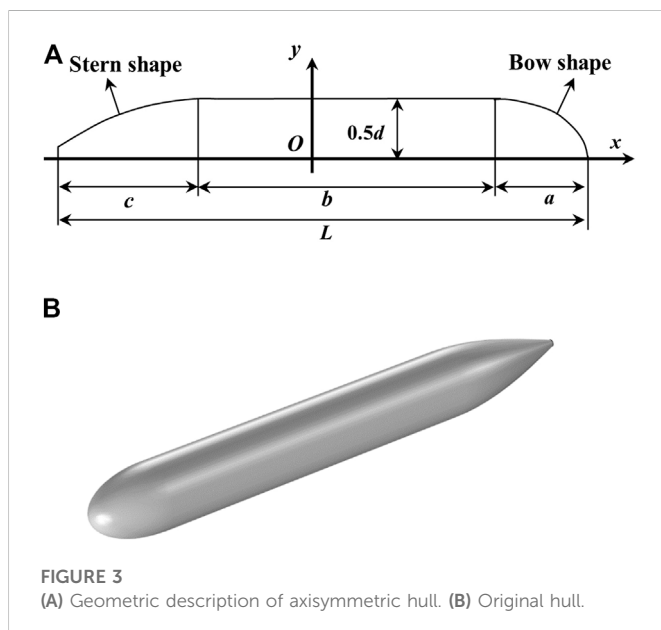 A
Stern shape
y
Bow shape
O
0.5d
x
c
b
a
L
B
FIGURE 3
(A) Geometric description of axisymmetric hull. (B) Original hull.